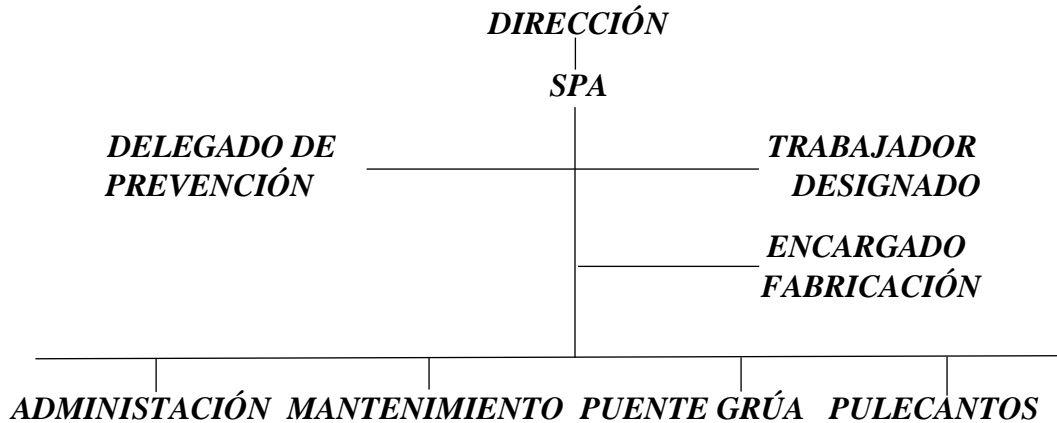 DIRECCIÓN
SPA
DELEGADO DE
PREVENCIÓN
TRABAJADOR
DESIGNADO
ENCARGADO
FABRICACIÓN
ADMINISTACIÓN MANTENIMIENTO PUENTE GRÚA PULECANTOS